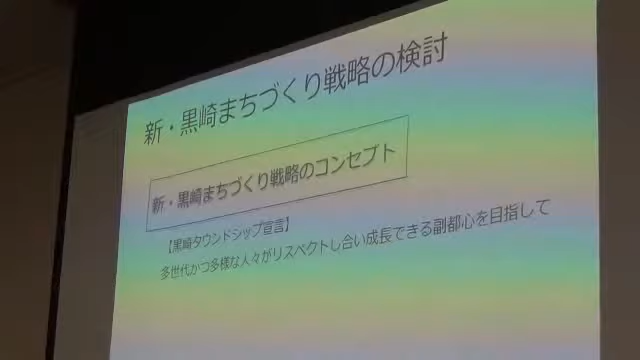 新・黒崎まちづくり戦略の検討
新・黒崎まちづくり戦略のコンセプト
【黒崎タウンドシップ宣言】
多世代かつ多様な人々がリスペクトし合い成長できる副都心を目指して